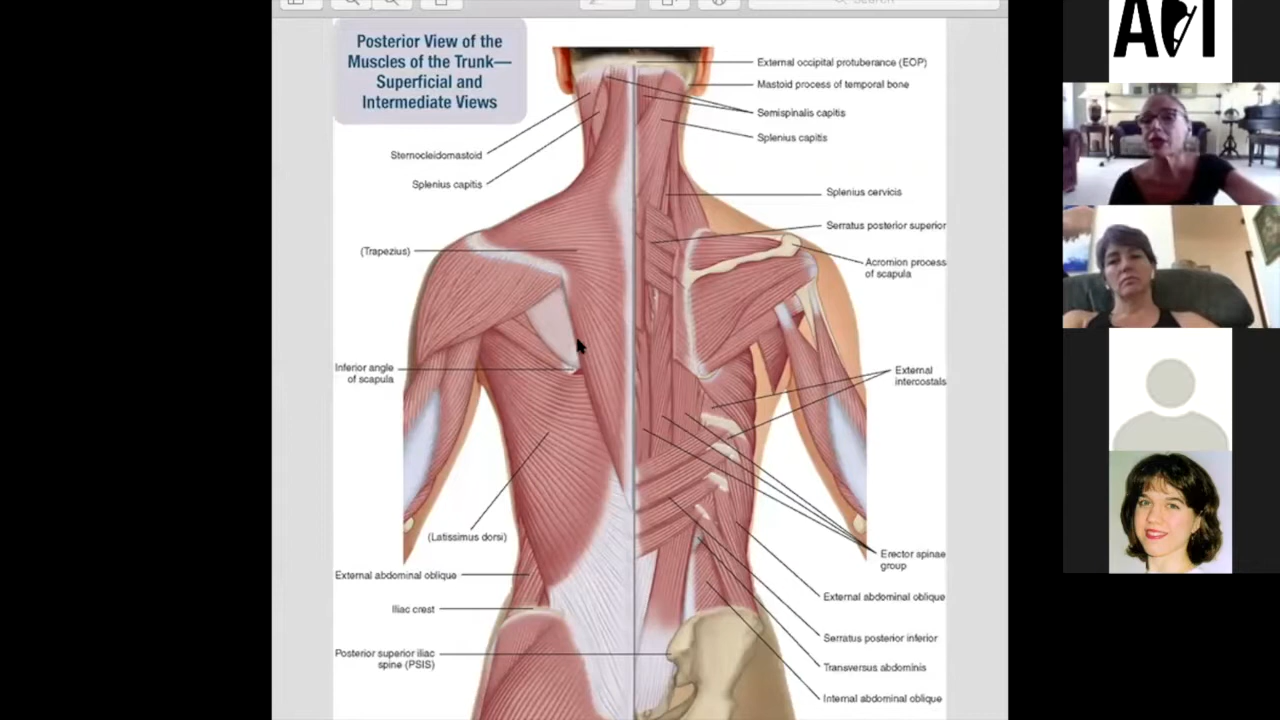 Search
Posterior View of the
Muscles of the Trunk—
Superficial and
Intermediate Views
External occipital protuberance (EOP)
Mastoid process of temporal bone
Semispinalis capitis
Splenius capitis
Sternocleidomastoid
Splenius capitis
Splenius cervicis
Serratus posterior superior
(Trapezius)
Acromion process
of scapula
Inferior angle
of scapula
External
intercostals
(Latissimus dorsi)
Erector spinae
group
External abdominal oblique
External abdominal oblique
Iliac crest
Serratus posterior inferior
Posterior superior iliac
spine (PSIS)
Transversus abdominis
Internal abdominal oblique